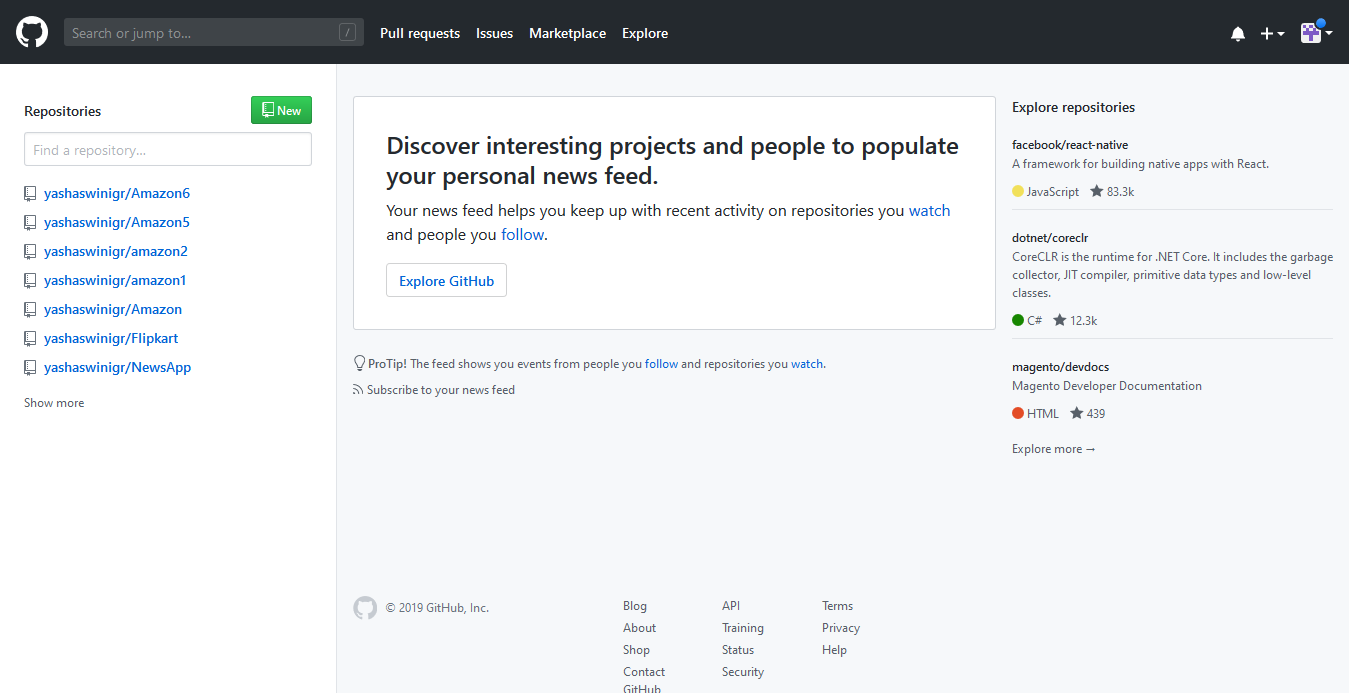 Search or jump to...
/
Pull requests
Issues
Marketplace
Explore
Repositories
New
Find a repository...
yashaswinigr/Amazon6
yashaswinigr/Amazon5
yashaswinigr/amazon2
yashaswinigr/amazon1
yashaswinigr/Amazon
yashaswinigr/Flipkart
yashaswinigr/NewsApp
Show more
Discover interesting projects and people to populate
your personal news feed.
Your news feed helps you keep up with recent activity on repositories you watch
and people you follow.
Explore GitHub
ProTip! The feed shows you events from people you follow and repositories you watch.
Subscribe to your news feed
Explore repositories
facebook/react-native
A framework for building native apps with React.
JavaScript 83.3k
dotnet/coreclr
CoreCLR is the runtime for .NET Core. It includes the garbage
collector, JIT compiler, primitive data types and low-level
classes.
C# 12.3k
magento/devdocs
Magento Developer Documentation
HTML 439
Explore more →
© 2019 GitHub, Inc.
Blog
About
Shop
Contact
GitHub
API
Training
Status
Security
Terms
Privacy
Help